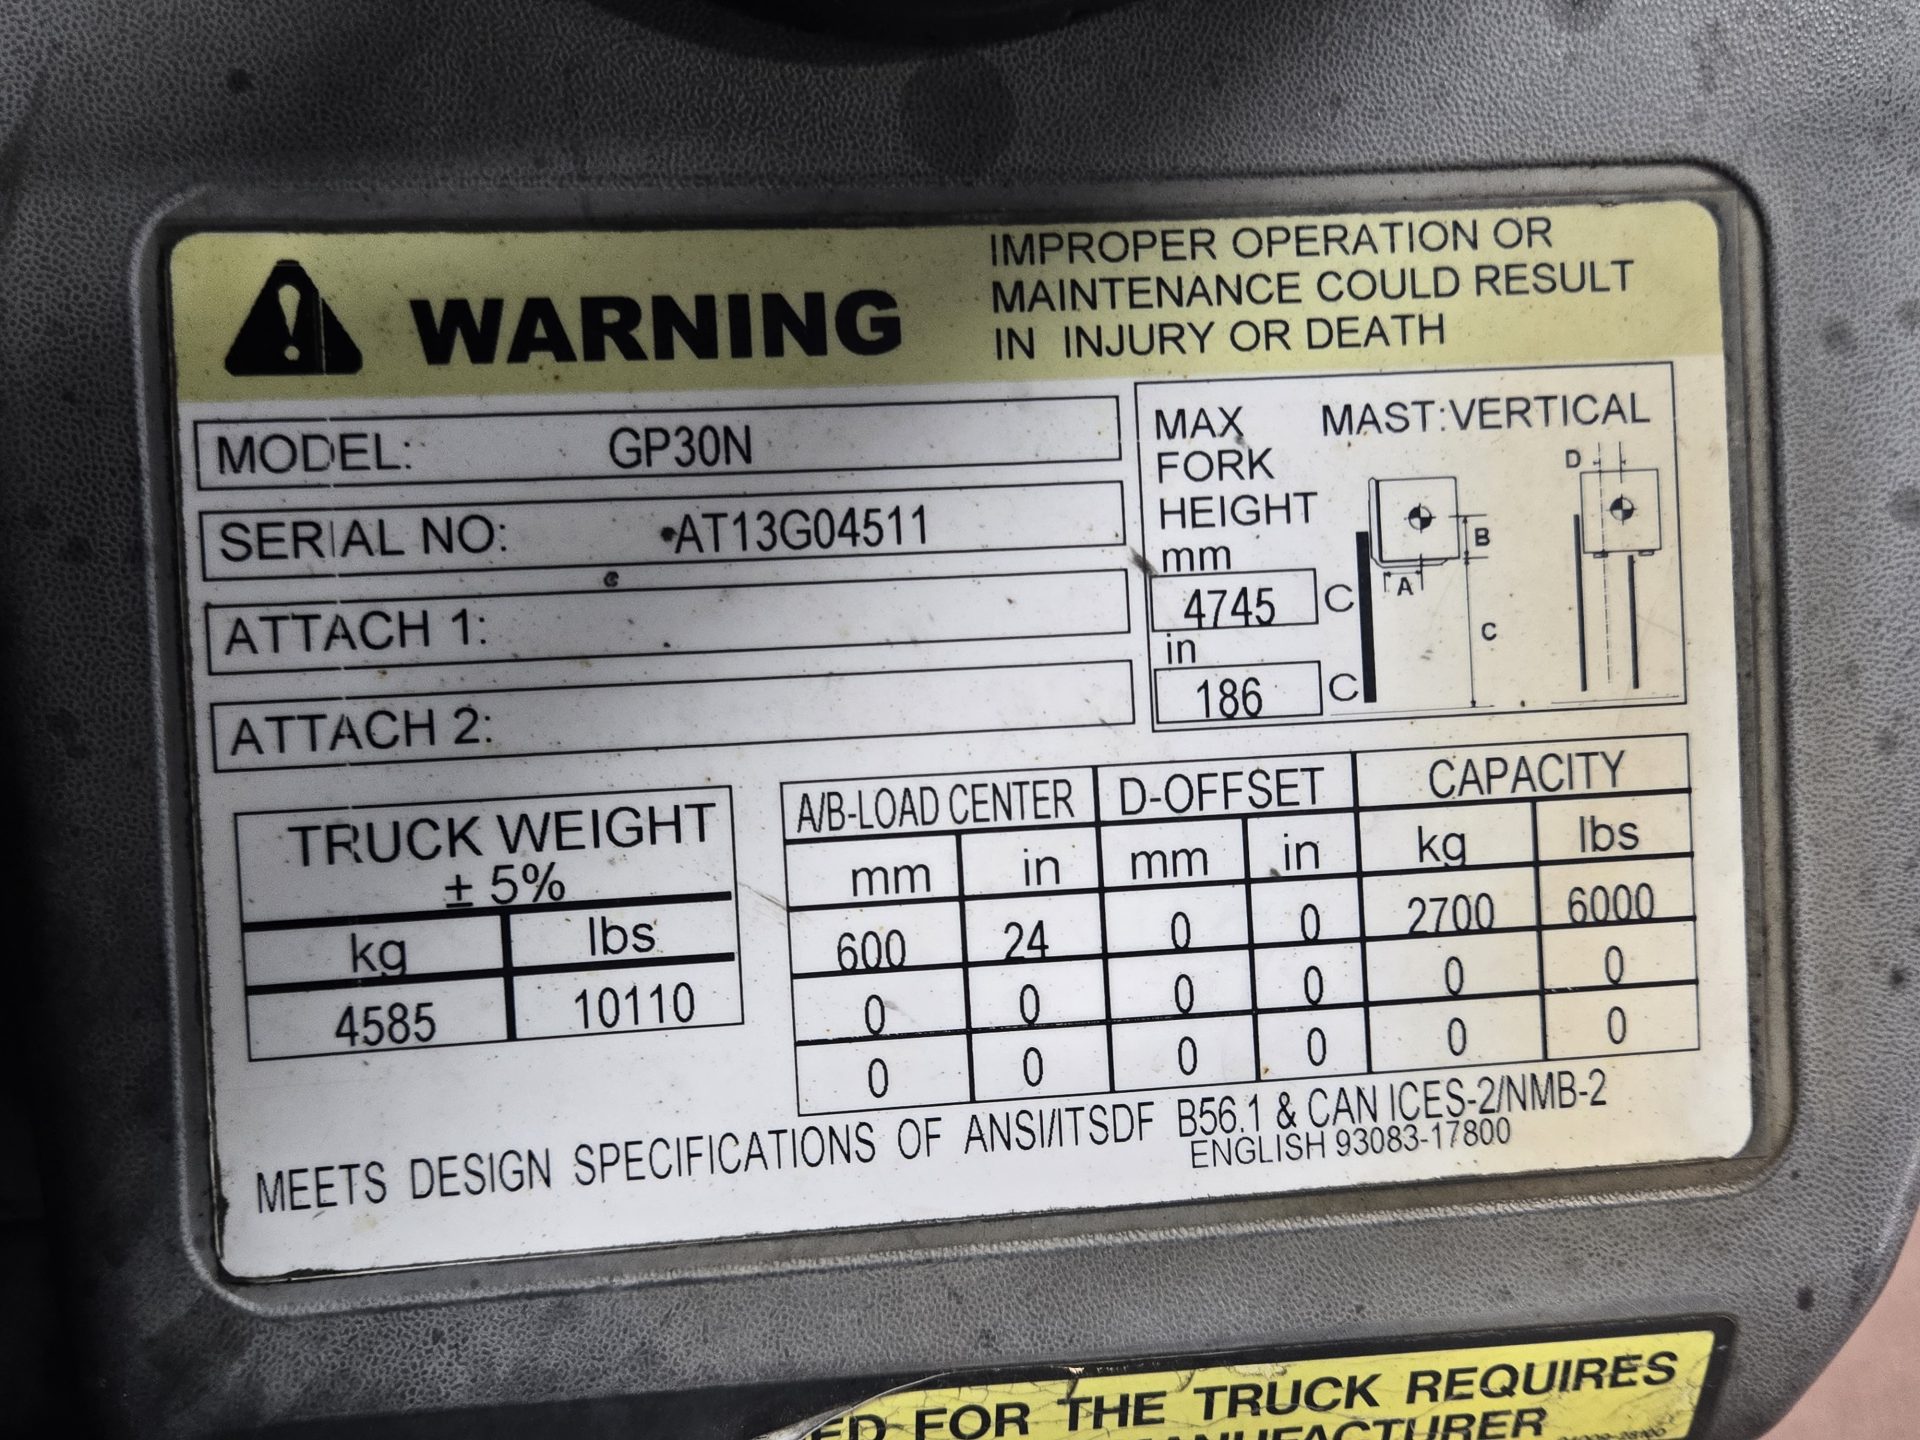 WARNING
IMPROPER OPERATION OR
MAINTENANCE COULD RESULT
IN INJURY OR DEATH
MODEL: GP30N
SERIAL NO: AT13G04511
ATTACH 1:
ATTACH 2:
MAX FORK HEIGHT
MAST:VERTICAL
mm
4745 C
in
186 C
A
B
C
D
TRUCK WEIGHT
± 5%
kg lbs
4585 10110
A/B-LOAD CENTER D-OFFSET CAPACITY
mm in mm in kg lbs
600 24 0 0 2700 6000
0 0 0 0 0 0
0 0 0 0 0 0
MEETS DESIGN SPECIFICATIONS OF ANSI/ITSDF B56.1 & CAN ICES-2/NMB-2
ENGLISH 93083-17800
FOR THE TRUCK REQUIRES